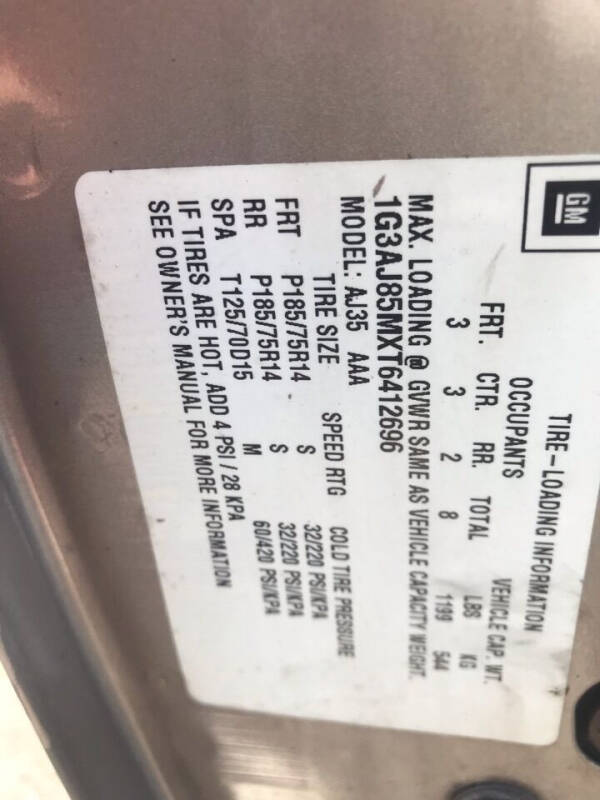 GM
TIRE–LOADING INFORMATION
OCCUPANTS VEHICLE CAP. WT.
FRT. CTR. RR. TOTAL LBS KG
3 3 2 8 1199 544
MAX. LOADING @ GVWR SAME AS VEHICLE CAPACITY WEIGHT.
1G3AJ85MXT6412696
MODEL: AJ35 AAA
TIRE SIZE SPEED RTG COLD TIRE PRESSURE
FRT P185/75R14 S 32/220 PSI/KPA
RR P185/75R14 S 32/220 PSI/KPA
SPA T125/70D15 M 60/420 PSI/KPA
IF TIRES ARE HOT, ADD 4 PSI / 28 KPA
SEE OWNER'S MANUAL FOR MORE INFORMATION